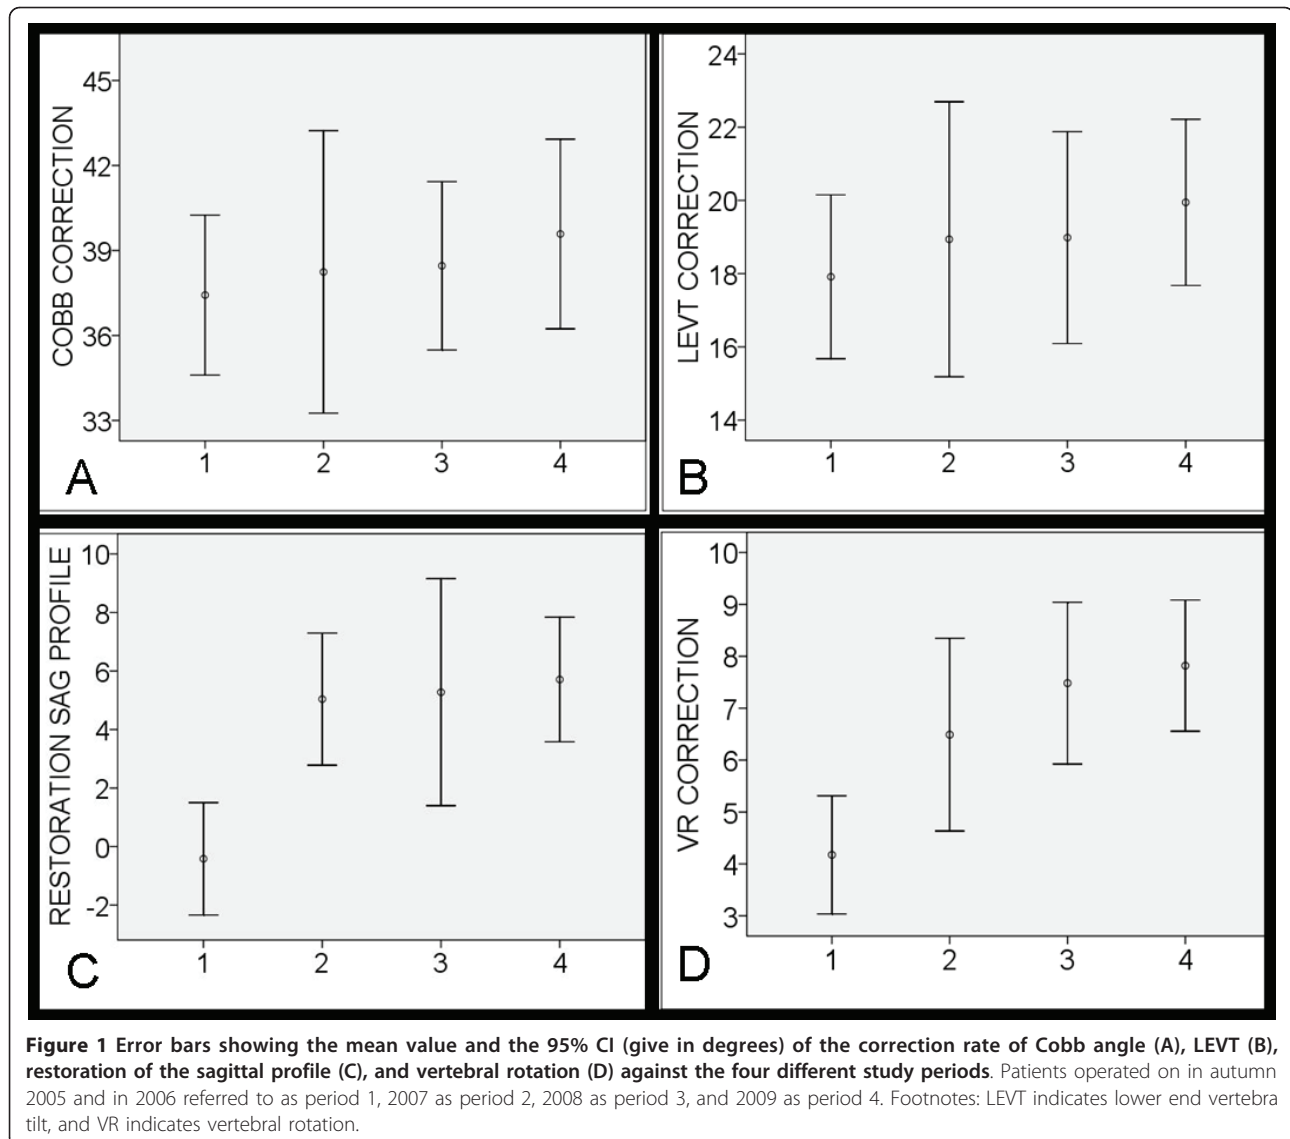 COBB CORRECTION
45
42
39
36
33
1 2 3 4
A
LEVT CORRECTION
24
22
20
18
16
14
1 2 3 4
B
RESTORATION SAG PROFILE
10
8
6
4
2
0
-2
1 2 3 4
C
VR CORRECTION
10
9
8
7
6
5
4
3
1 2 3 4
D
Figure 1 Error bars showing the mean value and the 95% CI (give in degrees) of the correction rate of Cobb angle (A), LEVT (B),
restoration of the sagittal profile (C), and vertebral rotation (D) against the four different study periods. Patients operated on in autumn
2005 and in 2006 referred to as period 1, 2007 as period 2, 2008 as period 3, and 2009 as period 4. Footnotes: LEVT indicates lower end vertebra
tilt, and VR indicates vertebral rotation.